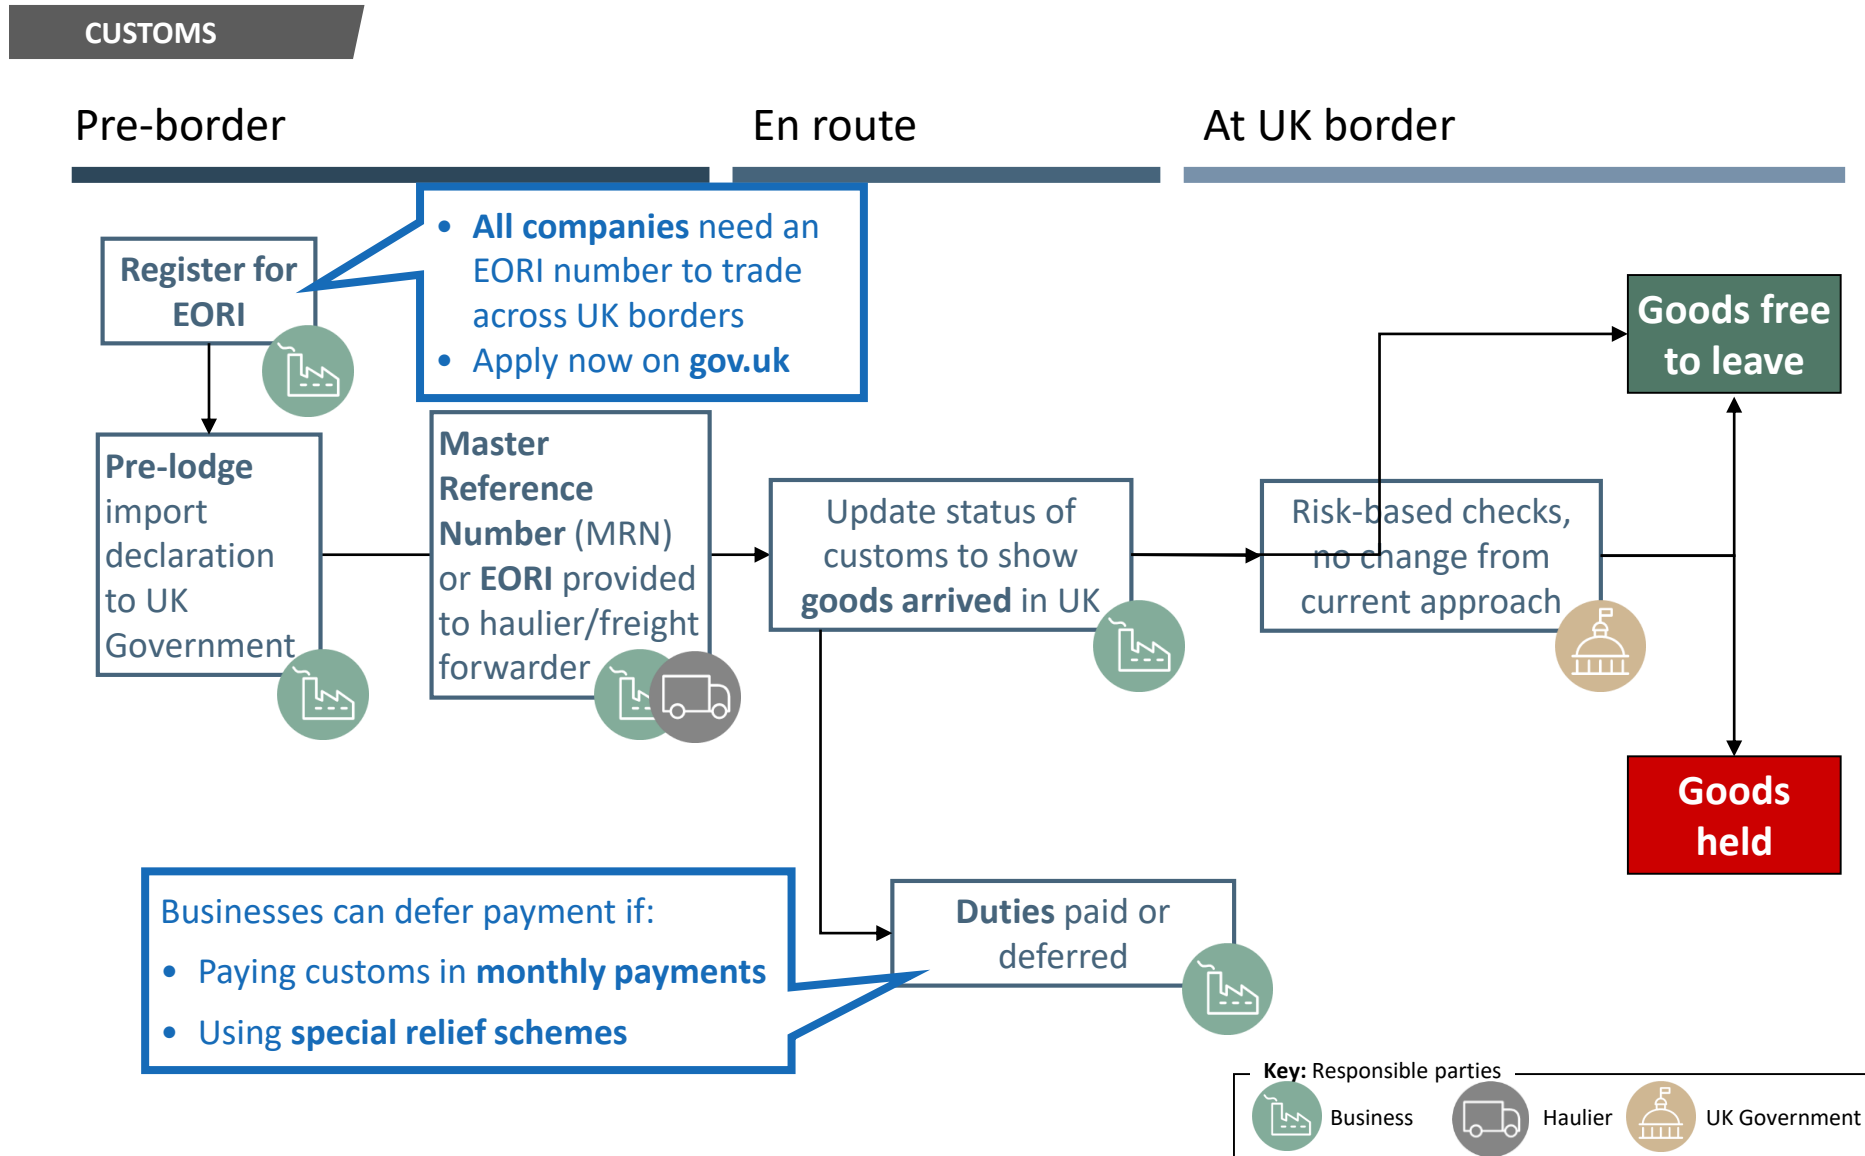 CUSTOMS
Pre-border
En route
At UK border
Register for
EORI
• All companies need an
EORI number to trade
across UK borders
• Apply now on gov.uk
Pre-lodge
import
declaration
to UK
Government
Master
Reference
Number (MRN)
or EORI provided
to haulier/freight
forwarder
Update status of
customs to show
goods arrived in UK
Risk-based checks,
no change from
current approach
Goods free
to leave
Goods
held
Businesses can defer payment if:
• Paying customs in monthly payments
• Using special relief schemes
Duties paid or
deferred
Key: Responsible parties
Business
Haulier
UK Government